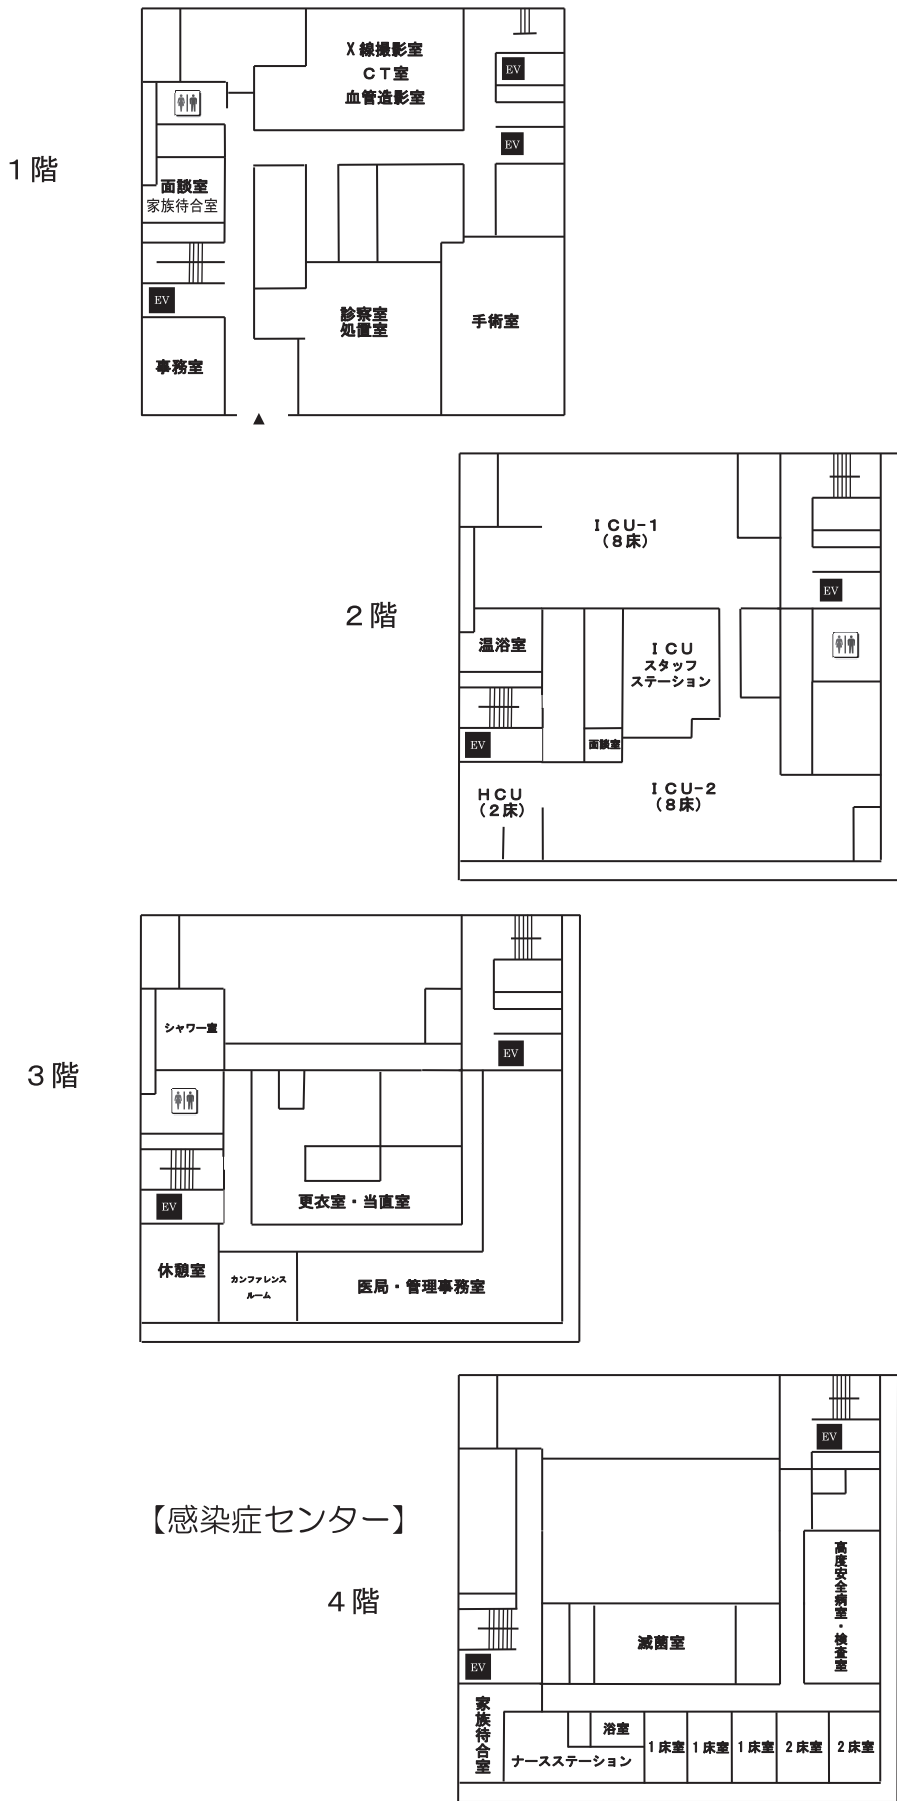 1階
X線撮影室
CT室
血管造影室
EV
EV
面談室
家族待合室
EV
診察室
処置室
手術室
事務室
▲
2階
ICU-1
(8床)
EV
温浴室
ICU
スタッフ
ステーション
EV
面談室
HCU
(2床)
ICU-2
(8床)
3階
シャワー室
EV
EV
更衣室・当直室
休憩室
カンファレンス
ルーム
医局・管理事務室
【感染症センター】
4階
EV
高度安全病室・検査室
滅菌室
EV
家族待合室
浴室
ナースステーション
1床室
1床室
1床室
2床室
2床室